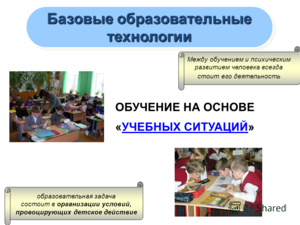 Базовые образовательные
технологии
Между обучением и психическим
развитием человека всегда
стоит его деятельность
ОБУЧЕНИЕ НА ОСНОВЕ
«УЧЕБНЫХ СИТУАЦИЙ»
образовательная задача
состоит в организации условий,
провоцирующих детское действие
MyShared